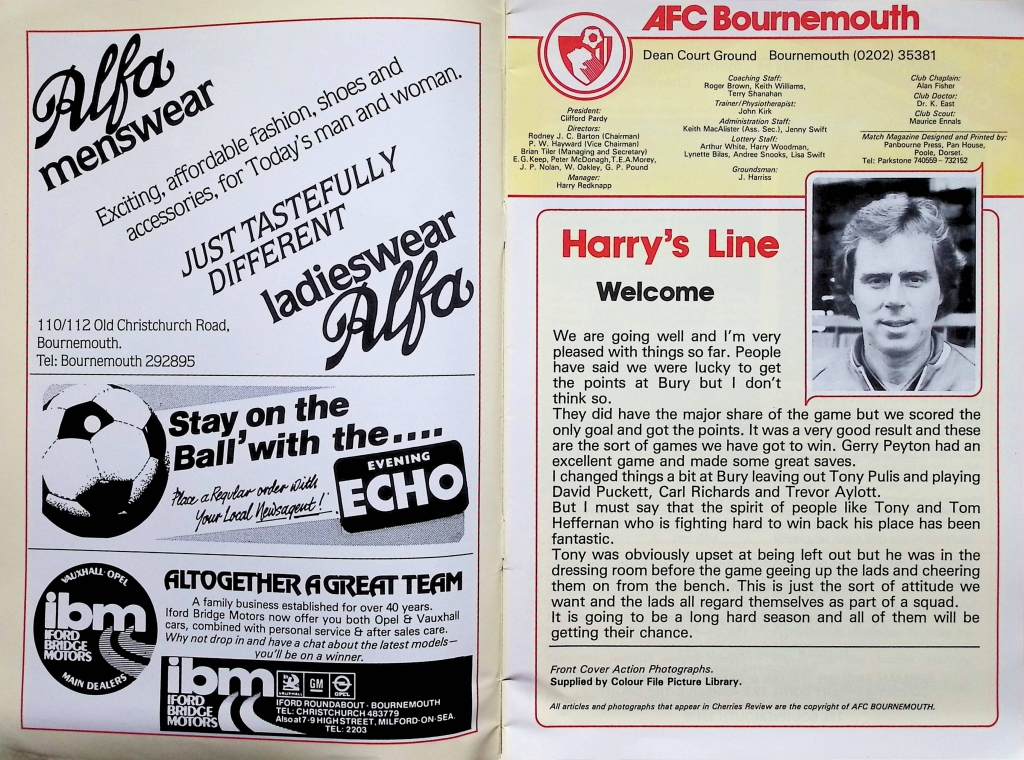 Alfa
menswear
Exciting, affordable fashion, shoes and
accessories, for Today's man and woman.
JUST TASTEFULLY
DIFFERENT
ladieswear
Alfa
110/112 Old Christchurch Road,
Bournemouth.
Tel: Bournemouth 292895
Stay on the
Ball' with the....
EVENING
ECHO
Place a Regular order with
Your Local Newsagent!
VAUXHALL · OPEL
ibm
IFORD
BRIDGE
MOTORS
MAIN DEALERS
ALTOGETHER A GREAT TEAM
A family business established for over 40 years.
Iford Bridge Motors now offer you both Opel & Vauxhall
cars, combined with personal service & after sales care.
Why not drop in and have a chat about the latest models—
you'll be on a winner.
ibm
IFORD
BRIDGE
MOTORS
VAUXHALL
GM
OPEL
IFORD ROUNDABOUT · BOURNEMOUTH
TEL: CHRISTCHURCH 483779
Also at 7-9 HIGH STREET, MILFORD-ON-SEA.
TEL: 2203
AFC Bournemouth
Dean Court Ground Bournemouth (0202) 35381
President:
Clifford Pardy
Directors:
Rodney J. C. Barton (Chairman)
P. W. Hayward (Vice Chairman)
Brian Tiler (Managing and Secretary)
E. G. Keep, Peter McDonagh, T.E.A. Morey,
J. P. Nolan, W. Oakley, G. P. Pound
Manager:
Harry Redknapp
Coaching Staff:
Roger Brown, Keith Williams,
Terry Shanahan
Trainer/Physiotherapist:
John Kirk
Administration Staff:
Keith MacAlister (Ass. Sec.), Jenny Swift
Lottery Staff:
Arthur White, Harry Woodman,
Lynette Bilas, Andree Snooks, Lisa Swift
Groundsman:
J. Harriss
Club Chaplain:
Alan Fisher
Club Doctor:
Dr. K. East
Club Scout:
Maurice Ennals
Match Magazine Designed and Printed by:
Panbourne Press, Pan House,
Poole, Dorset.
Tel: Parkstone 740559 – 732152
Harry's Line
Welcome
We are going well and I'm very
pleased with things so far. People
have said we were lucky to get
the points at Bury but I don't
think so.
They did have the major share of the game but we scored the
only goal and got the points. It was a very good result and these
are the sort of games we have got to win. Gerry Peyton had an
excellent game and made some great saves.
I changed things a bit at Bury leaving out Tony Pulis and playing
David Puckett, Carl Richards and Trevor Aylott.
But I must say that the spirit of people like Tony and Tom
Heffernan who is fighting hard to win back his place has been
fantastic.
Tony was obviously upset at being left out but he was in the
dressing room before the game geeing up the lads and cheering
them on from the bench. This is just the sort of attitude we
want and the lads all regard themselves as part of a squad.
It is going to be a long hard season and all of them will be
getting their chance.
Front Cover Action Photographs.
Supplied by Colour File Picture Library.
All articles and photographs that appear in Cherries Review are the copyright of AFC BOURNEMOUTH.